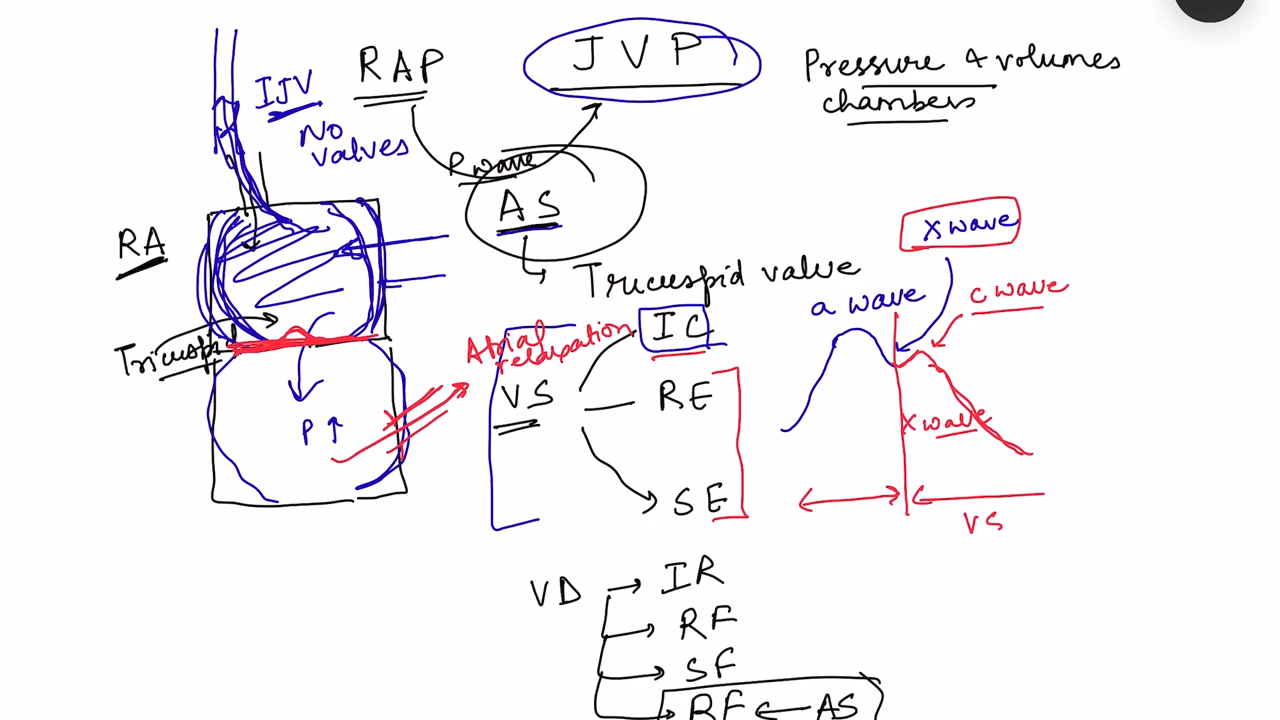 JVP
RAP
Pressure & volumes
chambers
IJV
No
valves
P wave
AS
RA
x wave
Tricuspid valve
a wave
c wave
Tricuspid
Atrial
relaxation
IC
VS
RE
P↑
x wave
SE
VS
VD → IR
RF
SF
RF ← AS